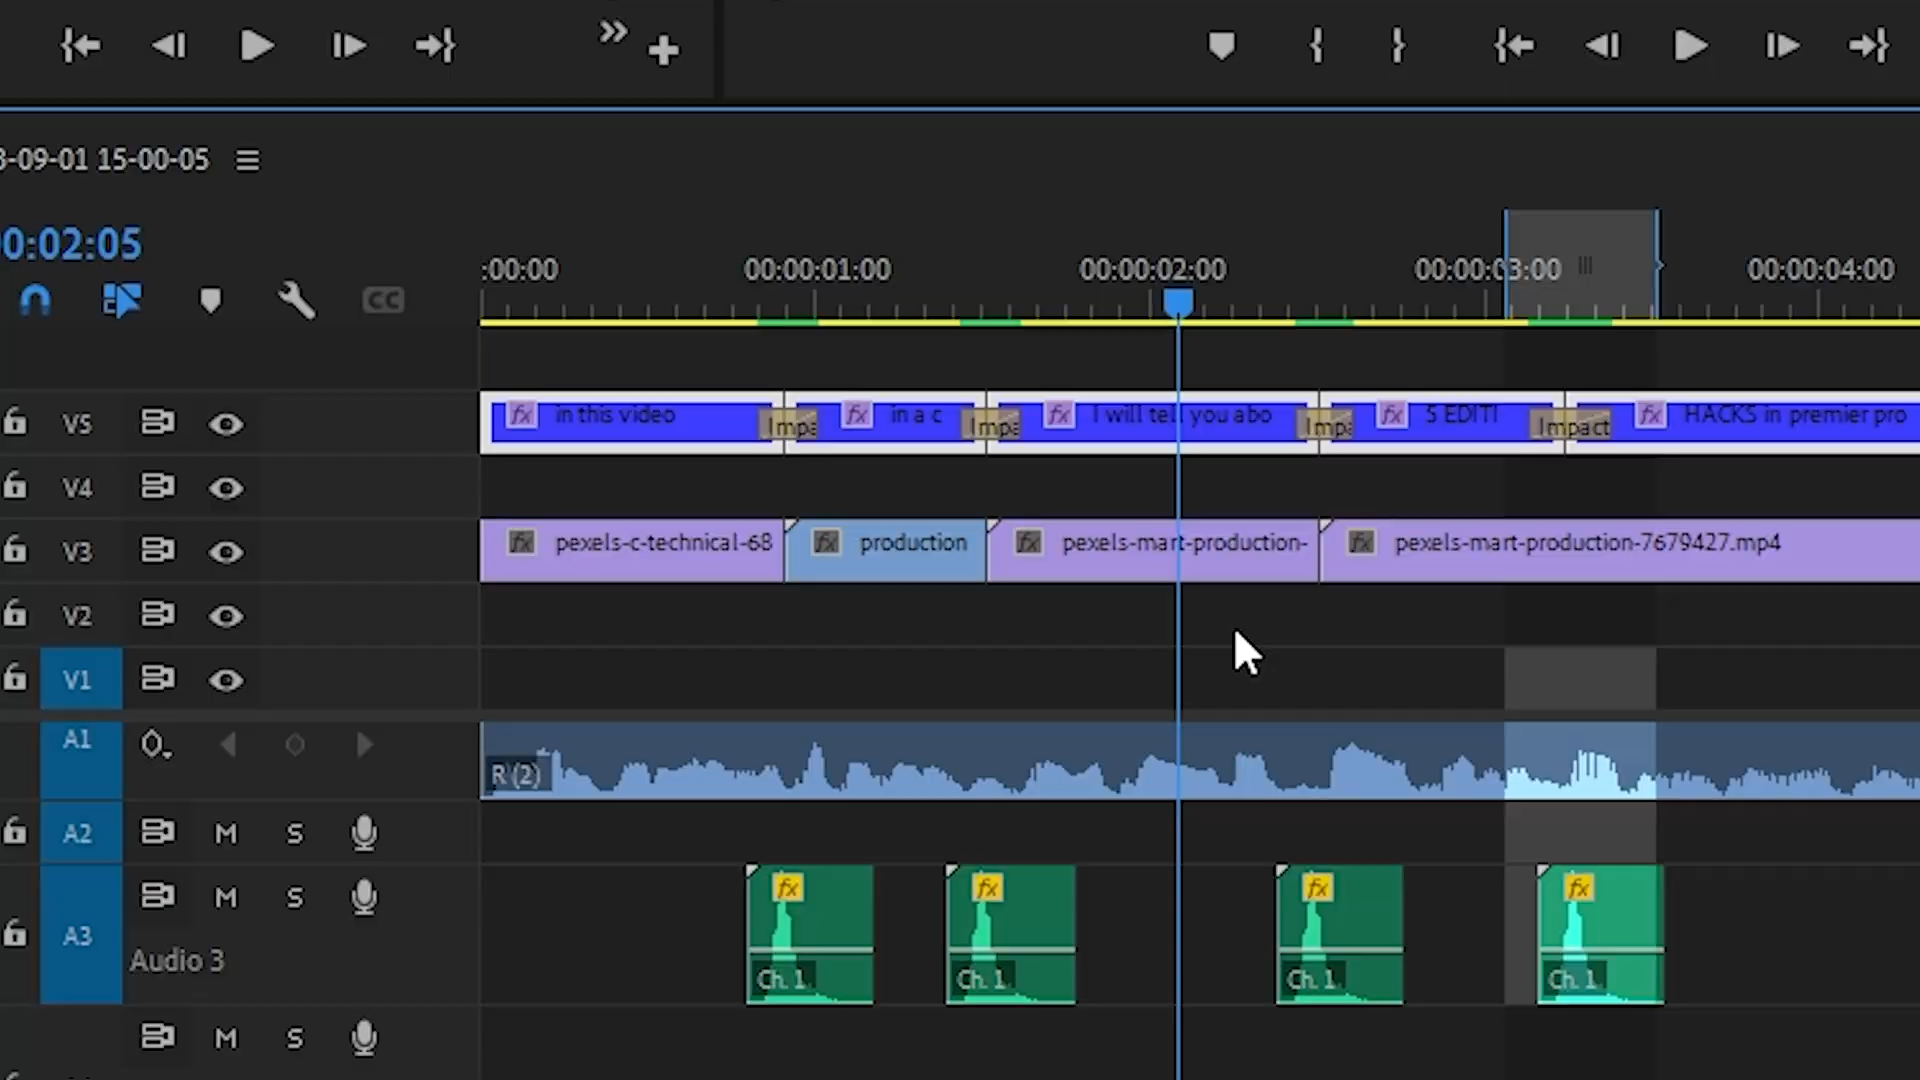 3-09-01 15-00-05
0:02:05
:00:00 00:00:01:00 00:00:02:00 00:00:03:00 00:00:04:00
CC
V5 fx in this video Impa fx in a c Impa fx I will tell you abo Impa fx 5 EDITI Impact fx HACKS in premier pro
V4
V3 fx pexels-c-technical-68 fx production fx pexels-mart-production- fx pexels-mart-production-7679427.mp4
V2
V1
A1
R (2)
A2 M S
fx fx fx fx
M S
A3
Audio 3
Ch. 1 Ch. 1 Ch. 1 Ch. 1
M S